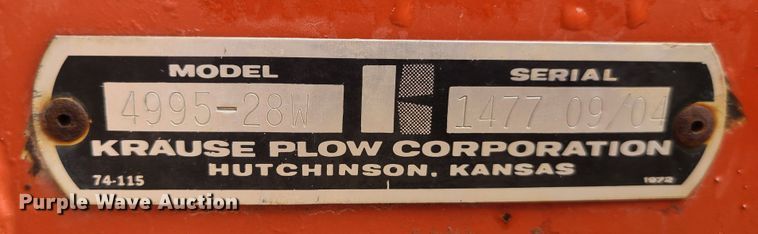 MODEL SERIAL
4995-28W 1477 09/04
KRAUSE PLOW CORPORATION
HUTCHINSON, KANSAS
74-115 1972
Purple Wave Auction